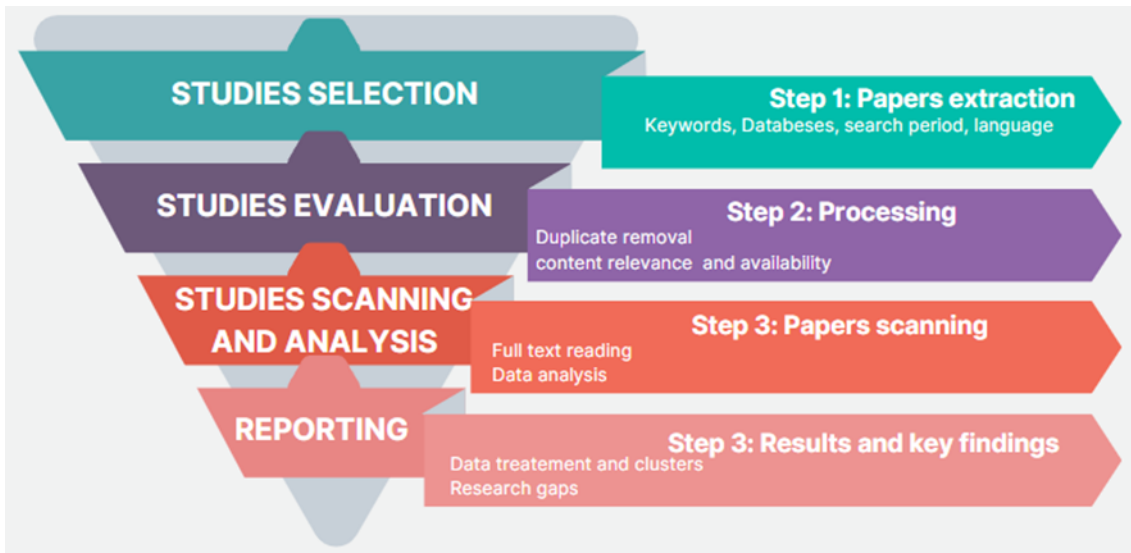 STUDIES SELECTION
Step 1: Papers extraction
Keywords, Databeses, search period, language
STUDIES EVALUATION
Step 2: Processing
Duplicate removal
content relevance and availability
STUDIES SCANNING
AND ANALYSIS
Step 3: Papers scanning
Full text reading
Data analysis
REPORTING
Step 3: Results and key findings
Data treatement and clusters
Research gaps